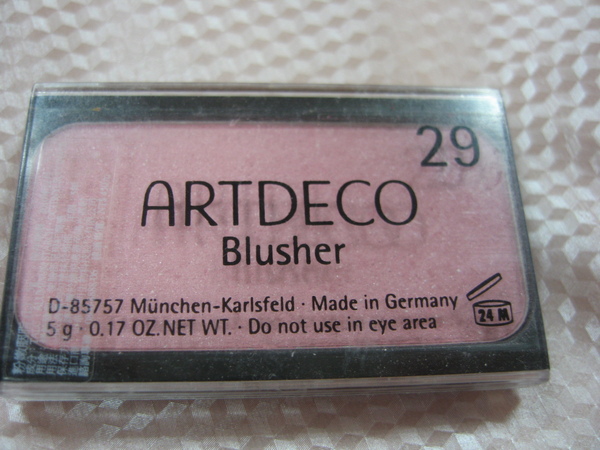 29
ARTDECO
Blusher
D-85757 München-Karlsfeld · Made in Germany
5 g · 0.17 OZ. NET WT. · Do not use in eye area
24 M